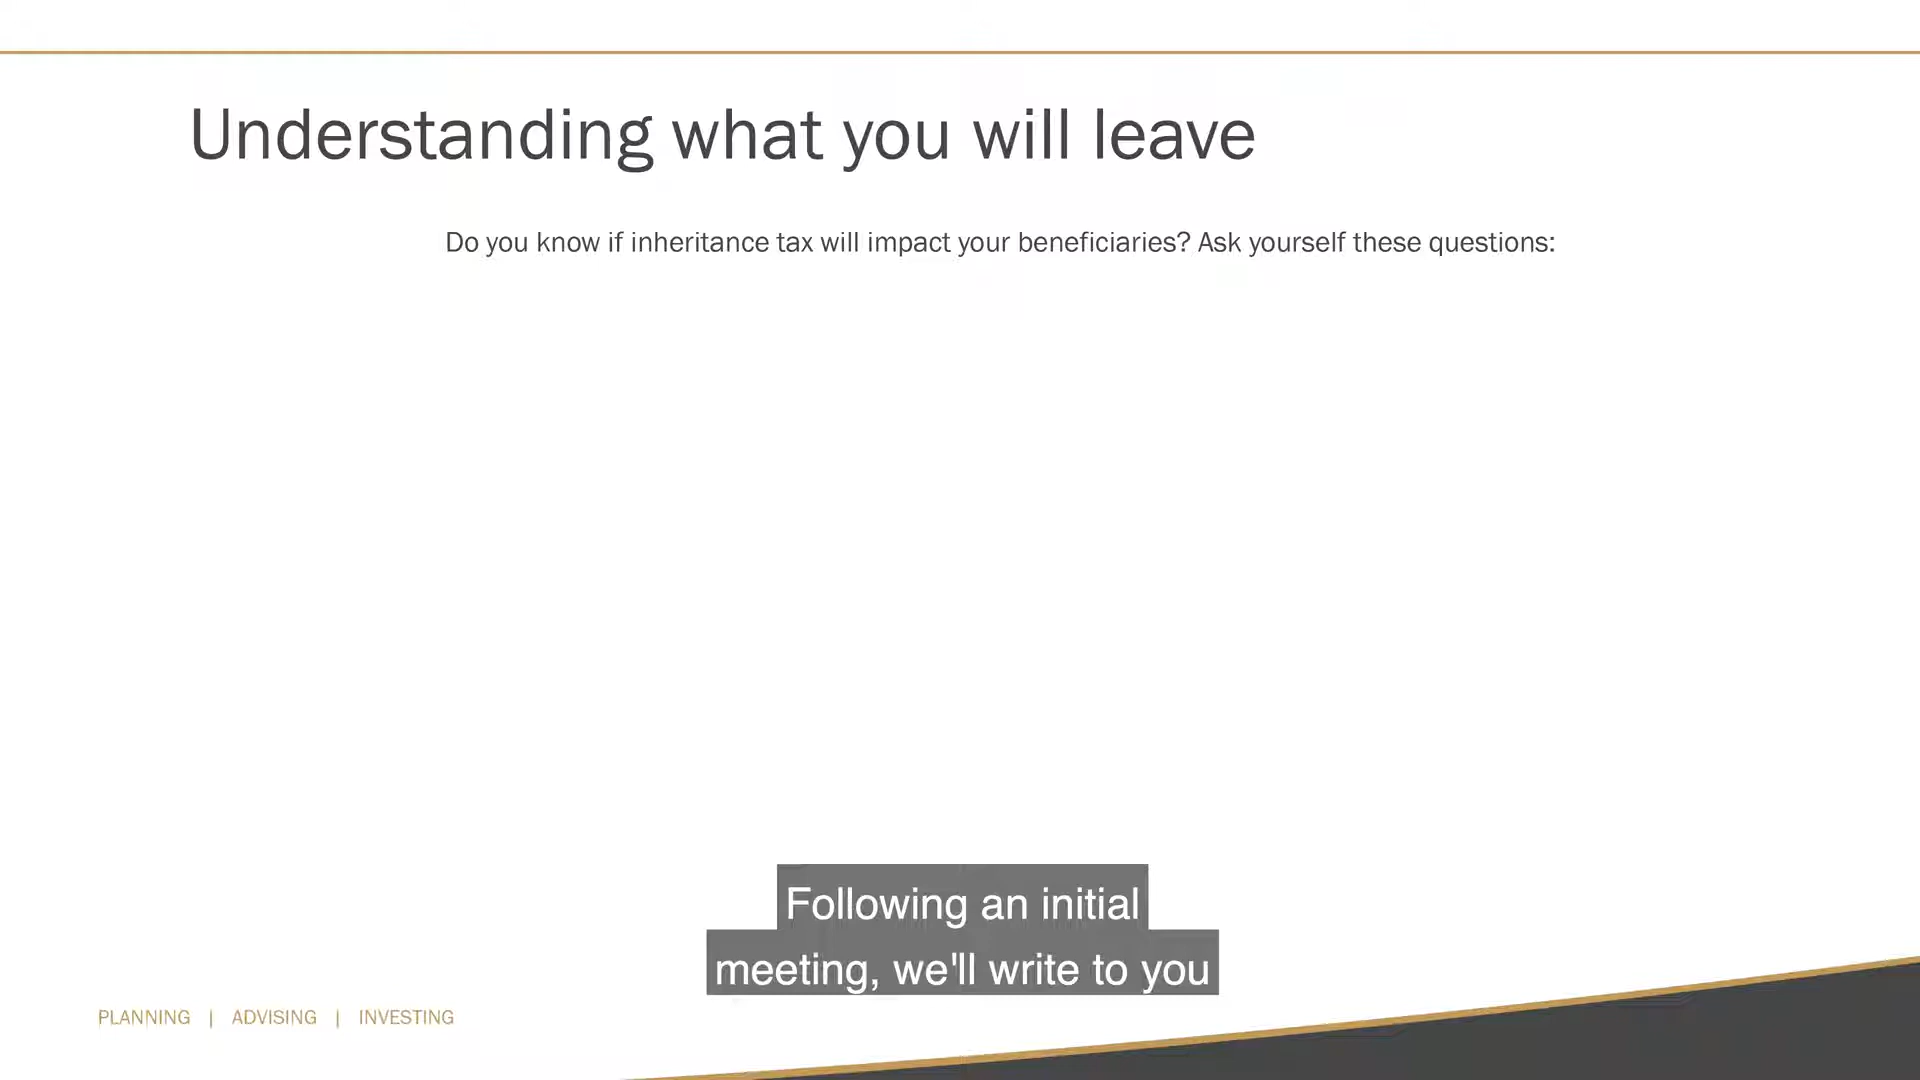 Understanding what you will leave
Do you know if inheritance tax will impact your beneficiaries? Ask yourself these questions:
Following an initial
meeting, we'll write to you
PLANNING | ADVISING | INVESTING